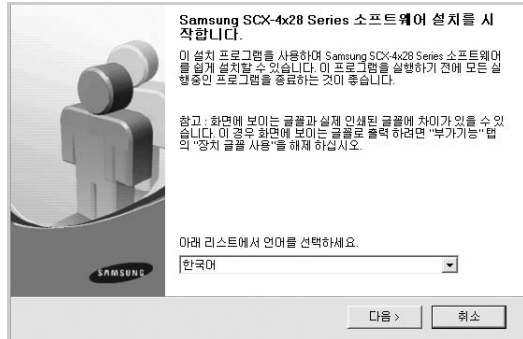 Samsung SCX-4x28 Series 소프트웨어 설치를 시
작합니다.
이 설치 프로그램을 사용하여 Samsung SCX-4x28 Series 소프트웨어
를 쉽게 설치할 수 있습니다. 이 프로그램을 실행하기 전에 모든 실
행중인 프로그램을 종료하는 것이 좋습니다.
참고 : 화면에 보이는 글꼴과 실제 인쇄된 글꼴에 차이가 있을 수 있
습니다. 이 경우 화면에 보이는 글꼴로 출력 하려면 "부가기능" 탭
의 "장치 글꼴 사용"을 해제 하십시오.
아래 리스트에서 언어를 선택하세요.
한국어
SAMSUNG
다음 >
취소